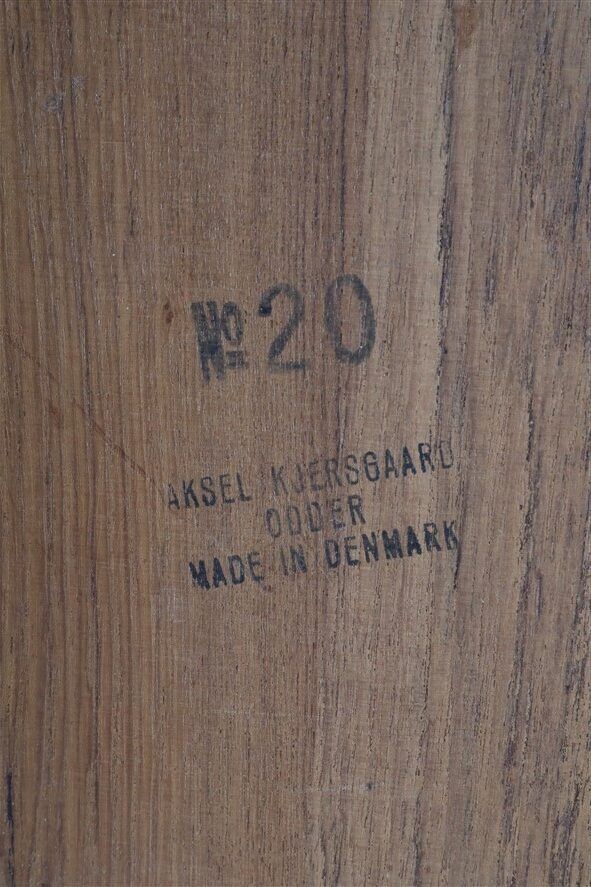 № 20
AKSEL KJERSGAARD
ODDER
MADE IN DENMARK